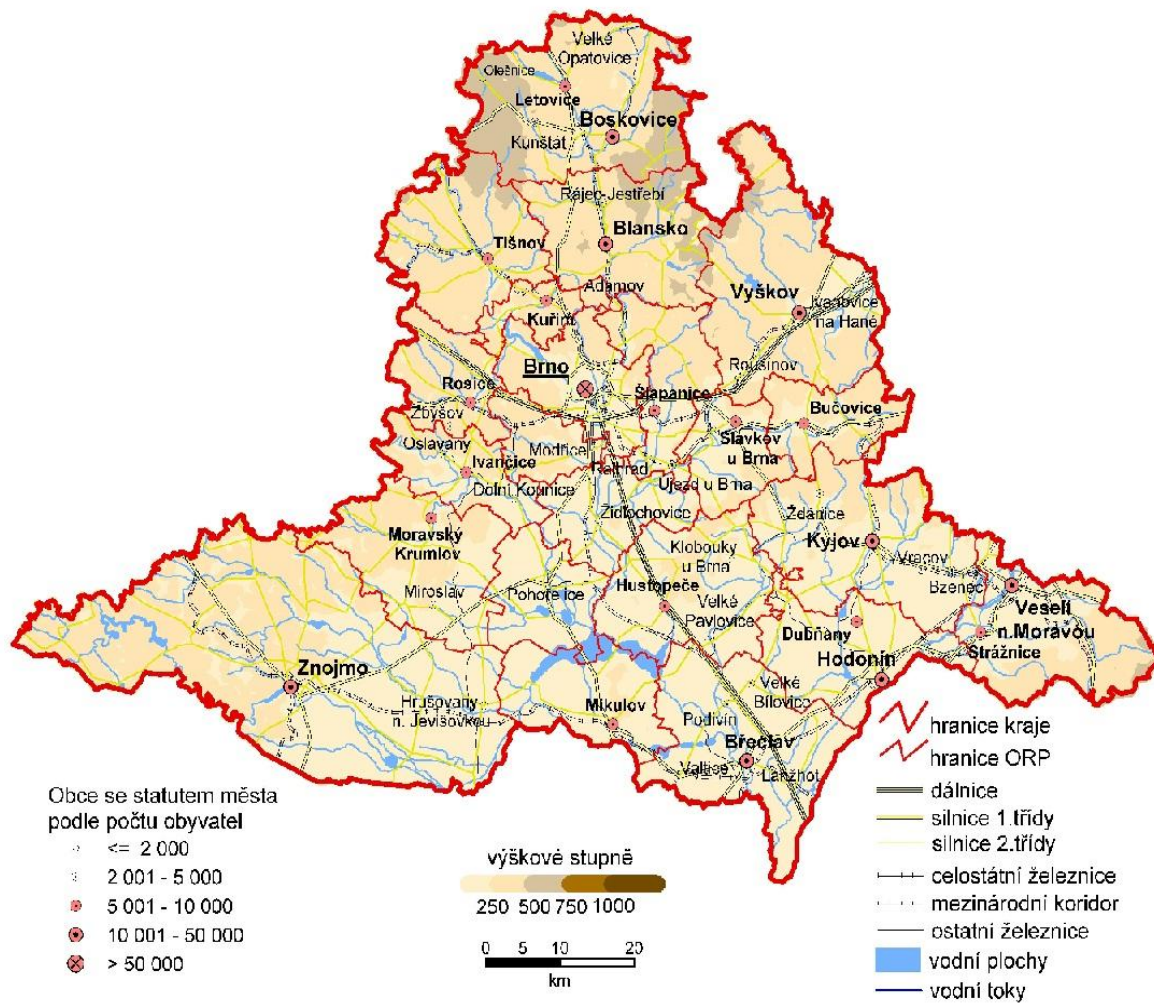 Velké
Opatovice
Olešnice
Letovice
Boskovice
Kunštát
Rájec-Jestřebí
Tišnov
Blansko
Adamov
Vyškov
Ivanovice
na Hané
Kuřim
Rousínov
Brno
Rosice
Šlapanice
Zbýšov
Bučovice
Slavkov
u Brna
Oslavany
Modřice
Ivančice
Rajhrad
Újezd u Brna
Dolní Kounice
Židlochovice
Ždánice
Moravský
Krumlov
Kyjov
Klobouky
u Brna
Vracov
Bzenec
Hustopeče
Miroslav
Pohořelice
Velké
Pavlovice
Veselí
n.Moravou
Dubňany
Strážnice
Hodonín
Znojmo
Velké
Bílovice
Hrušovany
n. Jevišovkou
Mikulov
Podivín
Břeclav
Valtice
Lanžhot
Obce se statutem města
podle počtu obyvatel
<= 2 000
2 001 - 5 000
5 001 - 10 000
10 001 - 50 000
> 50 000
výškové stupně
250 500 750 1000
0 5 10 20
km
hranice kraje
hranice ORP
dálnice
silnice 1.třídy
silnice 2.třídy
celostátní železnice
mezinárodní koridor
ostatní železnice
vodní plochy
vodní toky